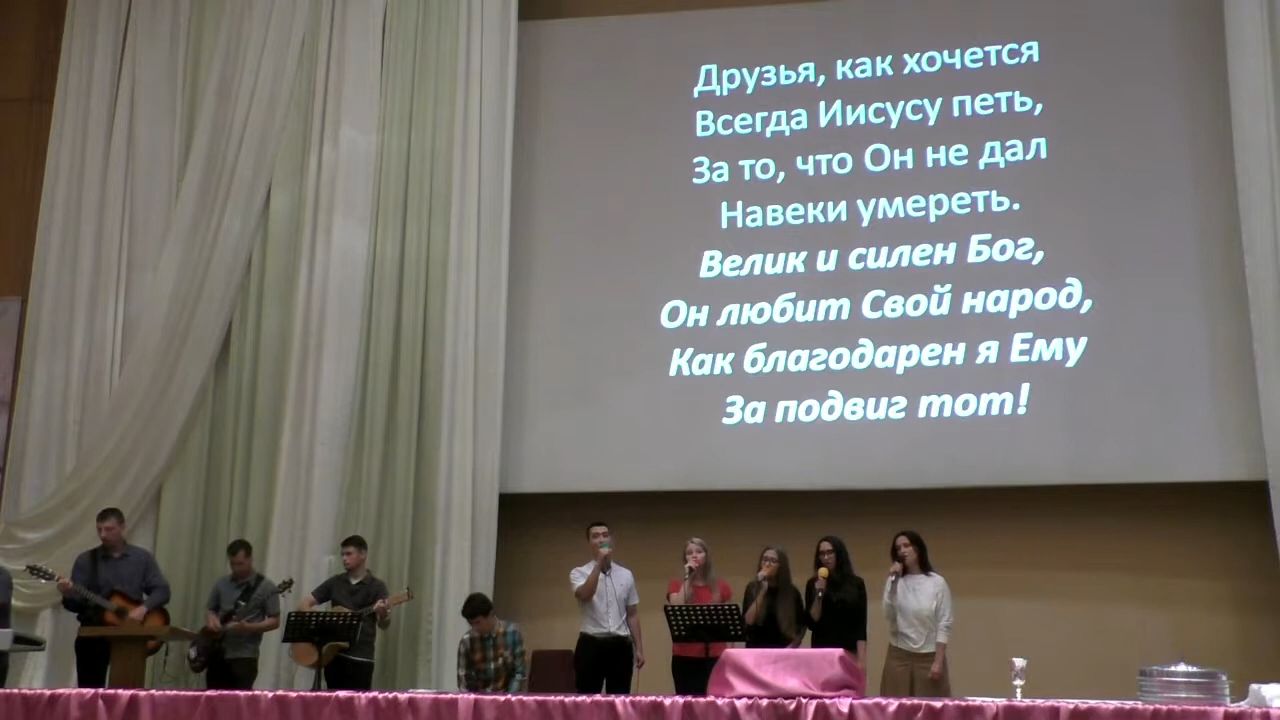 Друзья, как хочется
Всегда Иисусу петь,
За то, что Он не дал
Навеки умереть.
Велик и силен Бог,
Он любит Свой народ,
Как благодарен я Ему
За подвиг тот!